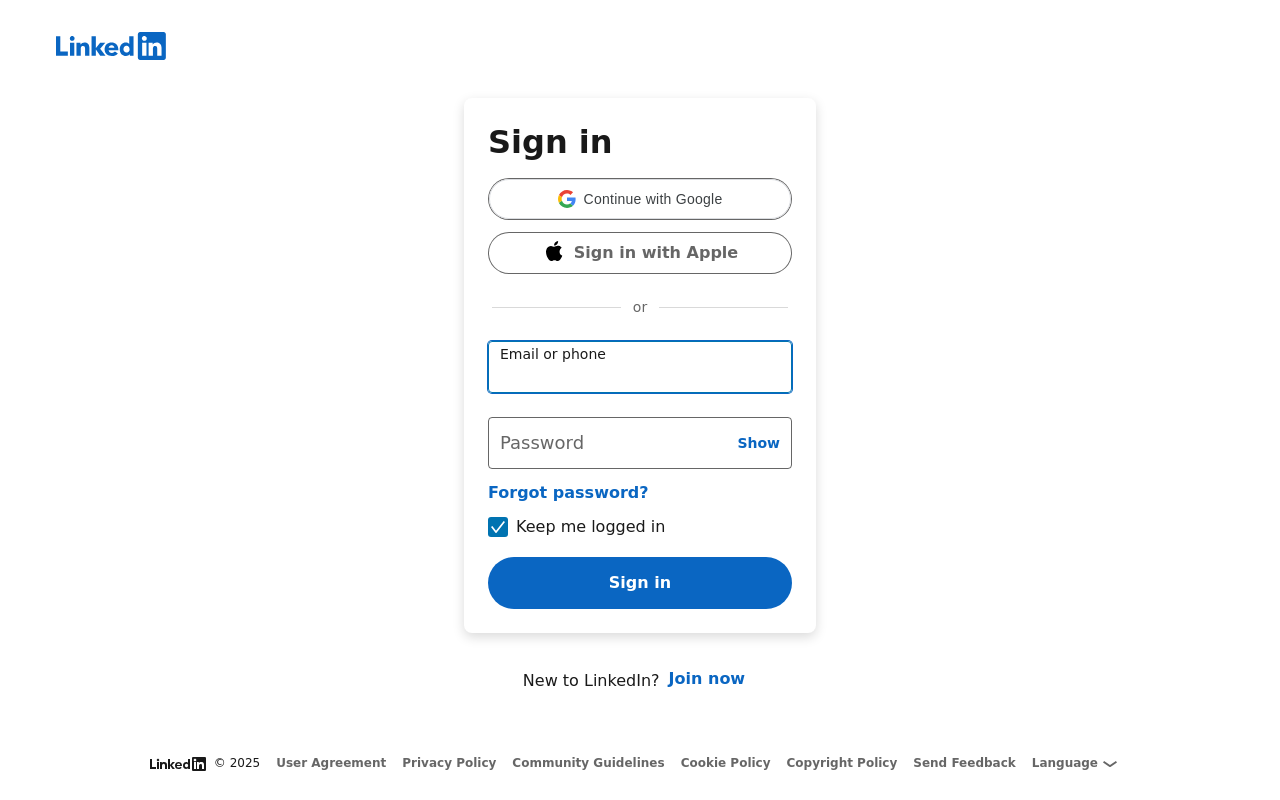 Linkedin
Sign in
Continue with Google
Sign in with Apple
or
Email or phone
Password
Show
Forgot password?
Keep me logged in
Sign in
New to LinkedIn? Join now
Linkedin © 2025 User Agreement Privacy Policy Community Guidelines Cookie Policy Copyright Policy Send Feedback Language